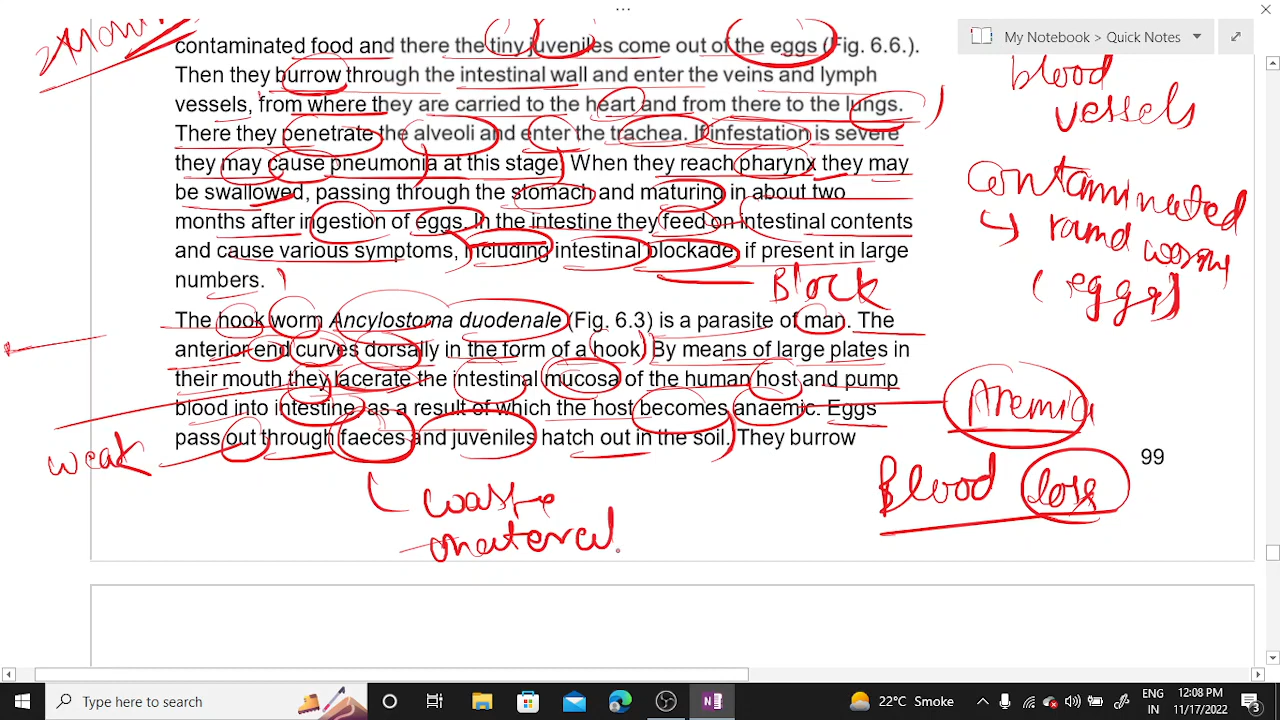 ...
My Notebook > Quick Notes
contaminated food and there the tiny juveniles come out of the eggs (Fig. 6.6.).
Then they burrow through the intestinal wall and enter the veins and lymph
vessels, from where they are carried to the heart and from there to the lungs.
There they penetrate the alveoli and enter the trachea. If infestation is severe
they may cause pneumonia at this stage. When they reach pharynx they may
be swallowed, passing through the stomach and maturing in about two
months after ingestion of eggs. In the intestine they feed on intestinal contents
and cause various symptoms, including intestinal blockade, if present in large
numbers.
blood
vessels
contaminated
round worms
(eggs)
Block
The hook worm Ancylostoma duodenale (Fig. 6.3) is a parasite of man. The
anterior end curves dorsally in the form of a hook. By means of large plates in
their mouth they lacerate the intestinal mucosa of the human host and pump
blood into intestine as a result of which the host becomes anaemic. Eggs
pass out through faeces and juveniles hatch out in the soil. They burrow
Anemia
weak
99
Blood loss
waste
material
Type here to search
22°C Smoke
ENG
IN
12:08 PM
11/17/2022
3